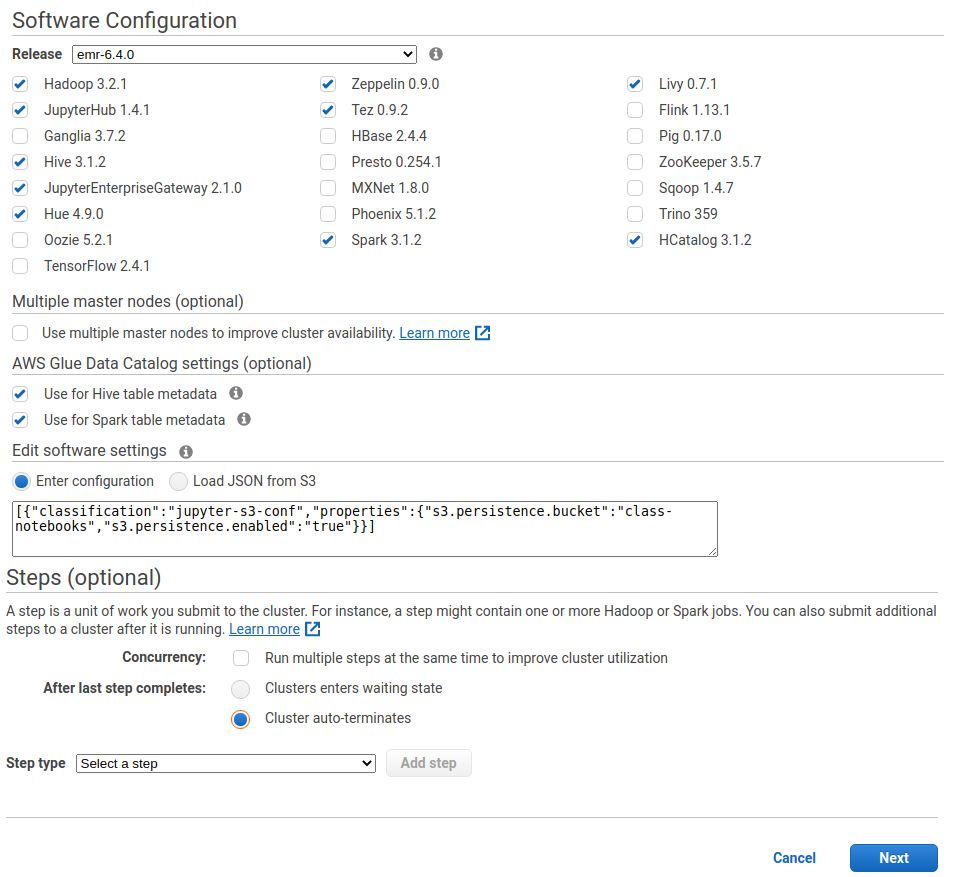 Software Configuration
Release emr-6.4.0
Hadoop 3.2.1 Zeppelin 0.9.0 Livy 0.7.1
JupyterHub 1.4.1 Tez 0.9.2 Flink 1.13.1
Ganglia 3.7.2 HBase 2.4.4 Pig 0.17.0
Hive 3.1.2 Presto 0.254.1 ZooKeeper 3.5.7
JupyterEnterpriseGateway 2.1.0 MXNet 1.8.0 Sqoop 1.4.7
Hue 4.9.0 Phoenix 5.1.2 Trino 359
Oozie 5.2.1 Spark 3.1.2 HCatalog 3.1.2
TensorFlow 2.4.1
Multiple master nodes (optional)
Use multiple master nodes to improve cluster availability. Learn more
AWS Glue Data Catalog settings (optional)
Use for Hive table metadata
Use for Spark table metadata
Edit software settings
Enter configuration Load JSON from S3
[{"classification":"jupyter-s3-conf","properties":{"s3.persistence.bucket":"class-
notebooks","s3.persistence.enabled":"true"}}]
Steps (optional)
A step is a unit of work you submit to the cluster. For instance, a step might contain one or more Hadoop or Spark jobs. You can also submit additional
steps to a cluster after it is running. Learn more
Concurrency: Run multiple steps at the same time to improve cluster utilization
After last step completes: Clusters enters waiting state
Cluster auto-terminates
Step type Select a step Add step
Cancel Next